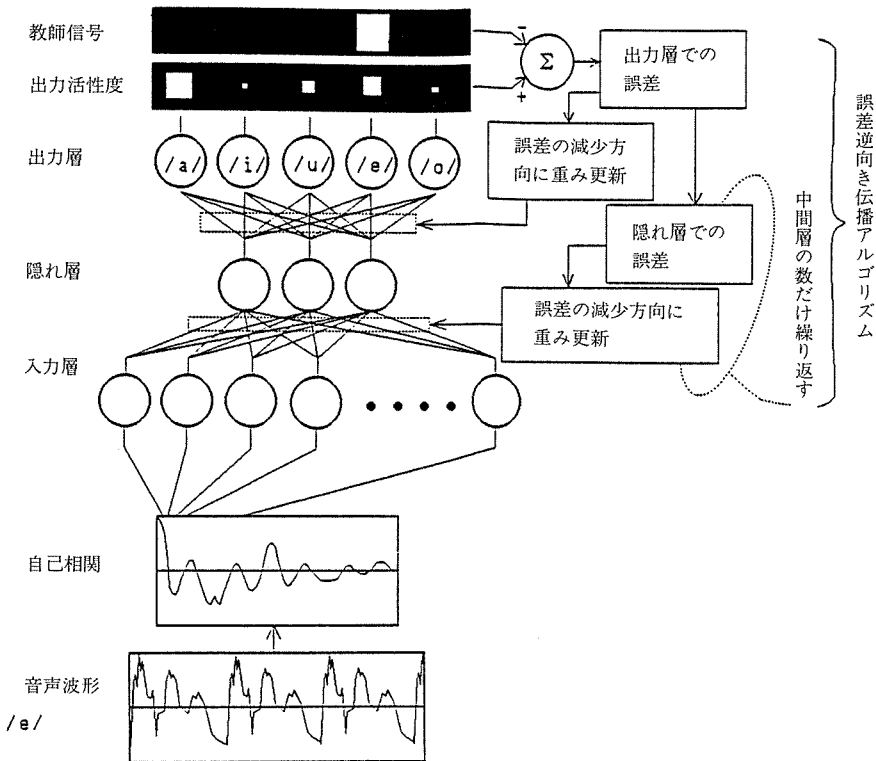 教師信号
出力活性度
出力層
隠れ層
入力層
自己相関
音声波形
/e/
/a/
/i/
/u/
/e/
/o/
−
+
Σ
出力層での
誤差
誤差の減少方
向に重み更新
隠れ層での
誤差
誤差の減少方向に
重み更新
中間層の数だけ繰り返す
誤差逆向き伝播アルゴリズム